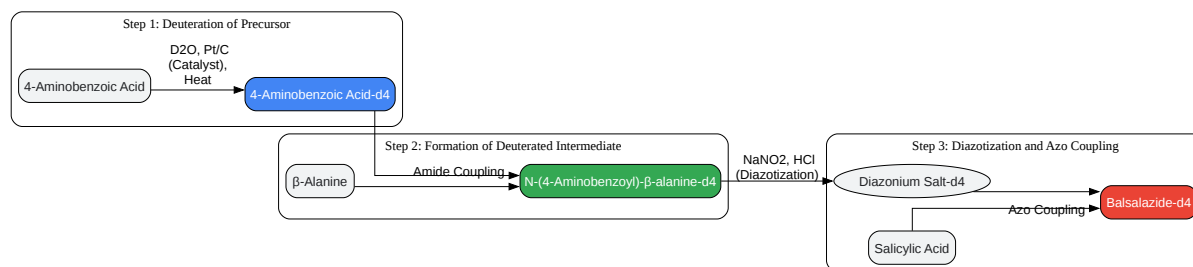 Step 1: Deuteration of Precursor
D2O, Pt/C
(Catalyst),
Heat
4-Aminobenzoic Acid
4-Aminobenzoic Acid-d4
Step 2: Formation of Deuterated Intermediate
β-Alanine
Amide Coupling
N-(4-Aminobenzoyl)-β-alanine-d4
NaNO2, HCl
(Diazotization)
Step 3: Diazotization and Azo Coupling
Diazonium Salt-d4
Azo Coupling
Balsalazide-d4
Salicylic Acid